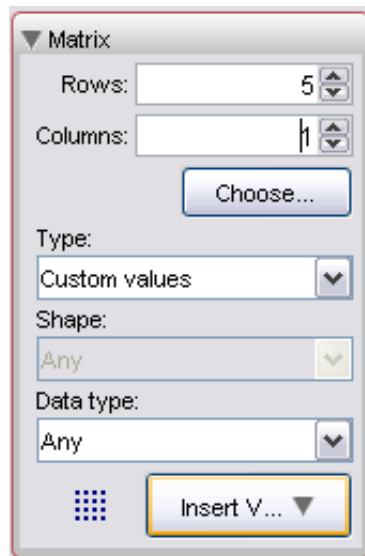 Matrix
Rows: 5
Columns: 1
Choose...
Type:
Custom values
Shape:
Any
Data type:
Any
Insert V...